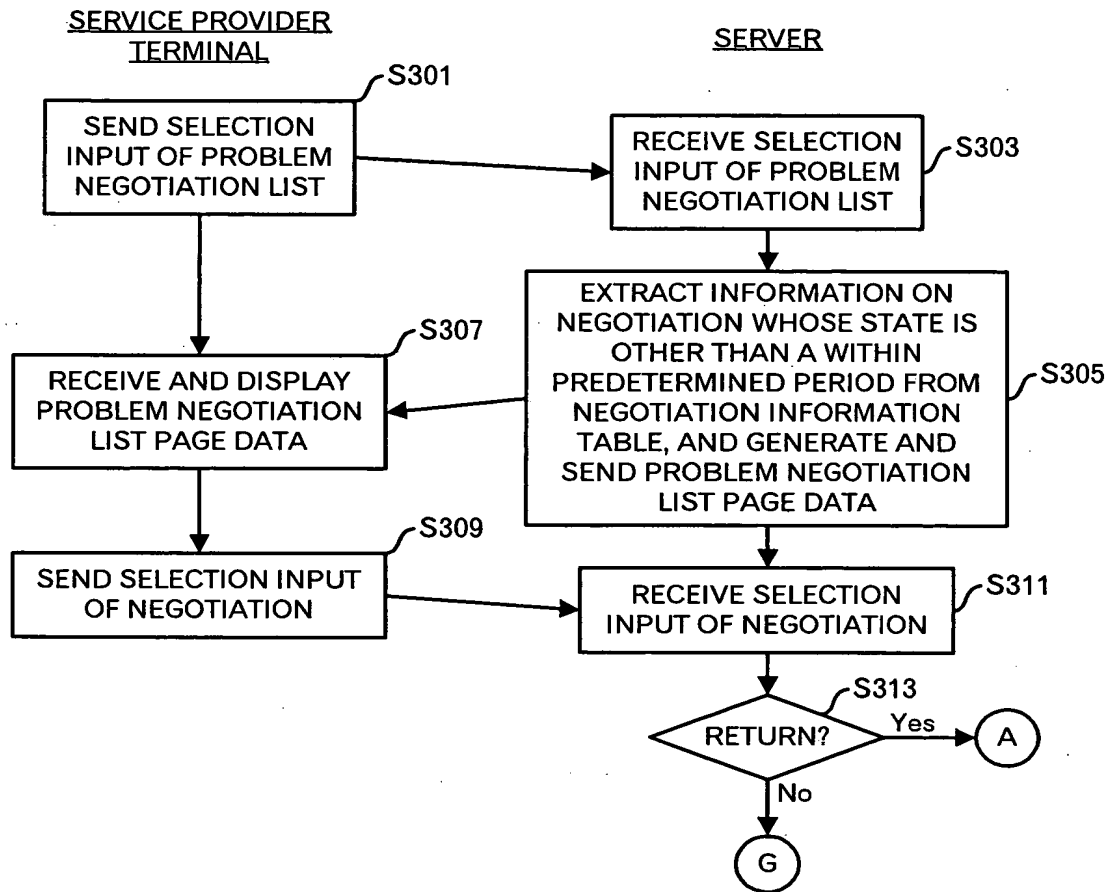 SERVICE PROVIDER
TERMINAL
SERVER
S301
SEND SELECTION
INPUT OF PROBLEM
NEGOTIATION LIST
S303
RECEIVE SELECTION
INPUT OF PROBLEM
NEGOTIATION LIST
S305
EXTRACT INFORMATION ON
NEGOTIATION WHOSE STATE IS
OTHER THAN A WITHIN
PREDETERMINED PERIOD FROM
NEGOTIATION INFORMATION
TABLE, AND GENERATE AND
SEND PROBLEM NEGOTIATION
LIST PAGE DATA
S307
RECEIVE AND DISPLAY
PROBLEM NEGOTIATION
LIST PAGE DATA
S309
SEND SELECTION INPUT
OF NEGOTIATION
S311
RECEIVE SELECTION
INPUT OF NEGOTIATION
S313
RETURN?
Yes
A
No
G